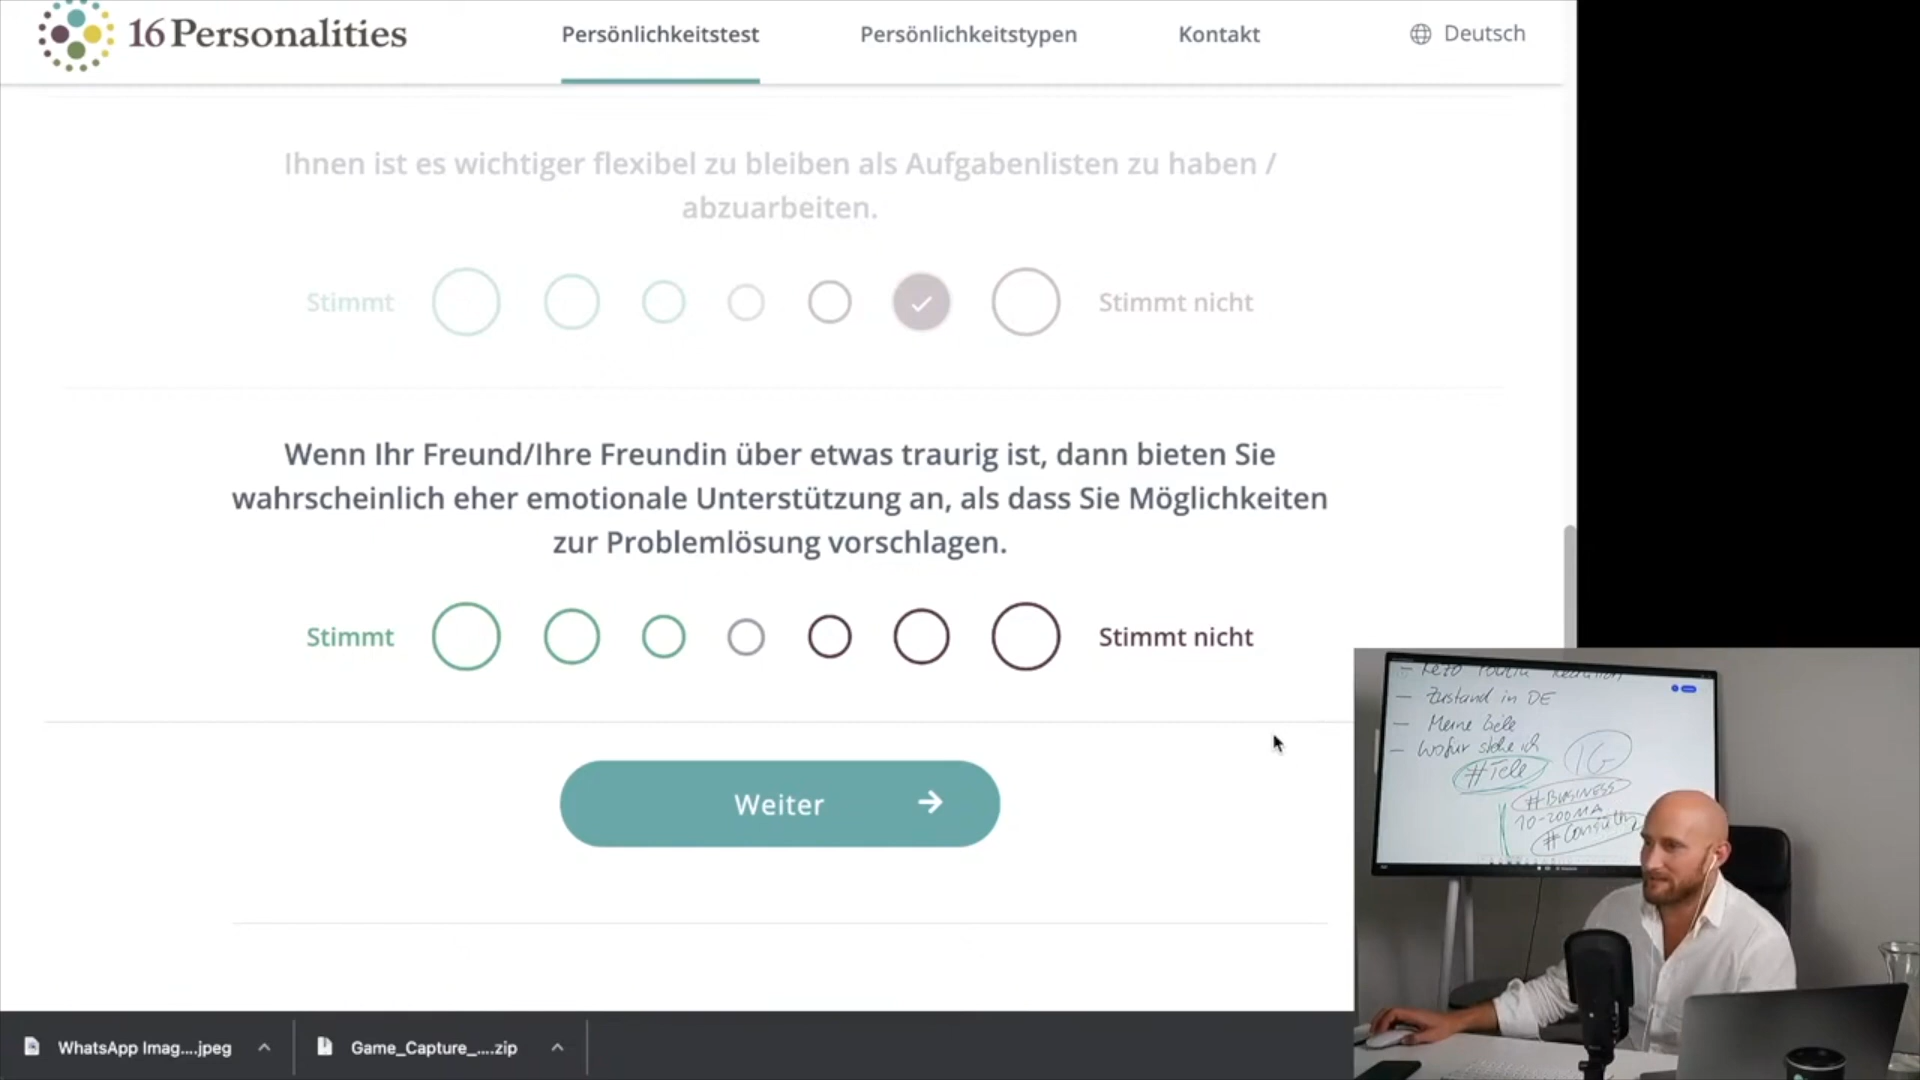 16Personalities
Persönlichkeitstest
Persönlichkeitstypen
Kontakt
Deutsch
Ihnen ist es wichtiger flexibel zu bleiben als Aufgabenlisten zu haben /
abzuarbeiten.
Stimmt
Stimmt nicht
Wenn Ihr Freund/Ihre Freundin über etwas traurig ist, dann bieten Sie
wahrscheinlich eher emotionale Unterstützung an, als dass Sie Möglichkeiten
zur Problemlösung vorschlagen.
Stimmt
Stimmt nicht
Weiter
— Zustand in DE
— Meine Ziele
— Wofür stehe ich
#Tele
IG
#BUSINESS
10-200MA
#Consulting
WhatsApp Imag....jpeg
Game_Capture_....zip